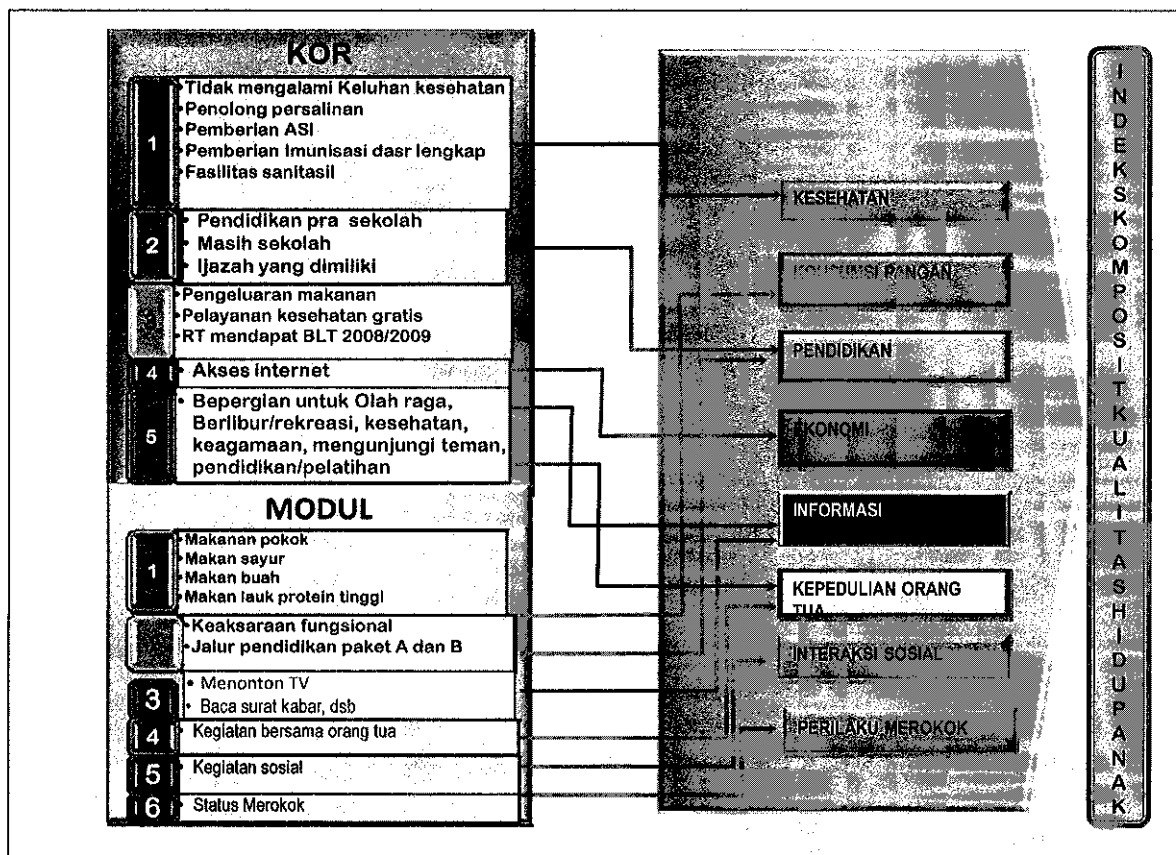 KOR
1
•Tidak mengalami Keluhan kesehatan
•Penolong persalinan
•Pemberian ASI
•Pemberian Imunisasi dasr lengkap
•Fasilitas sanitasiI
2
• Pendidikan pra sekolah
• Masih sekolah
• Ijazah yang dimiliki
•Pengeluaran makanan
•Pelayanan kesehatan gratis
•RT mendapat BLT 2008/2009
4
• Akses internet
5
• Bepergian untuk Olah raga,
Berlibur/rekreasi, kesehatan,
keagamaan, mengunjungi teman,
pendidikan/pelatihan
MODUL
1
•Makanan pokok
•Makan sayur
•Makan buah
•Makan lauk protein tinggi
•Keaksaraan fungsional
•Jalur pendidikan paket A dan B
3
• Menonton TV
• Baca surat kabar, dsb
4
• Kegiatan bersama orang tua
5
Kegiatan sosial
6
Status Merokok
KESEHATAN
KONSUMSI PANGAN
PENDIDIKAN
EKONOMI
INFORMASI
KEPEDULIAN ORANG
TUA
INTERAKSI SOSIAL
PERILAKU MEROKOK
INDEKS KOMPOSIT KUALITAS HIDUP ANAK